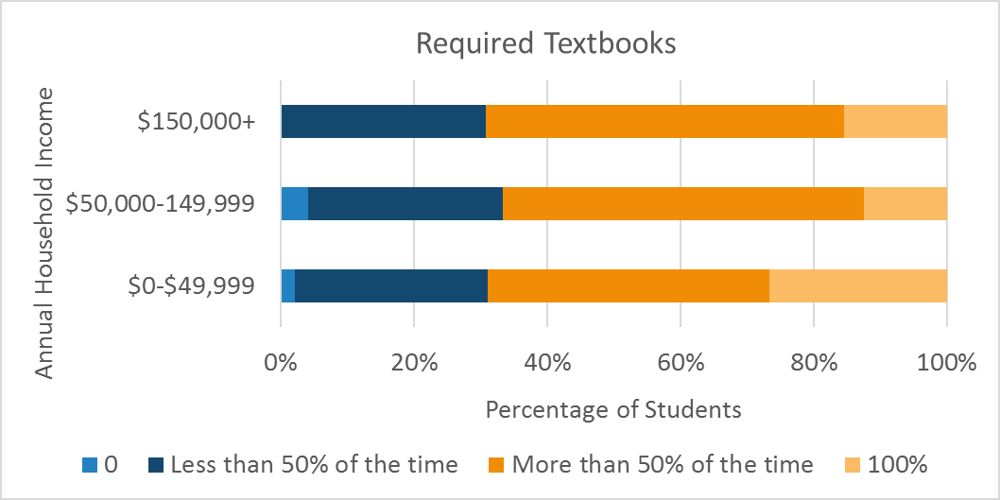 Required Textbooks
Annual Household Income
$150,000+
$50,000-149,999
$0-$49,999
0% 20% 40% 60% 80% 100%
Percentage of Students
0 Less than 50% of the time More than 50% of the time 100%